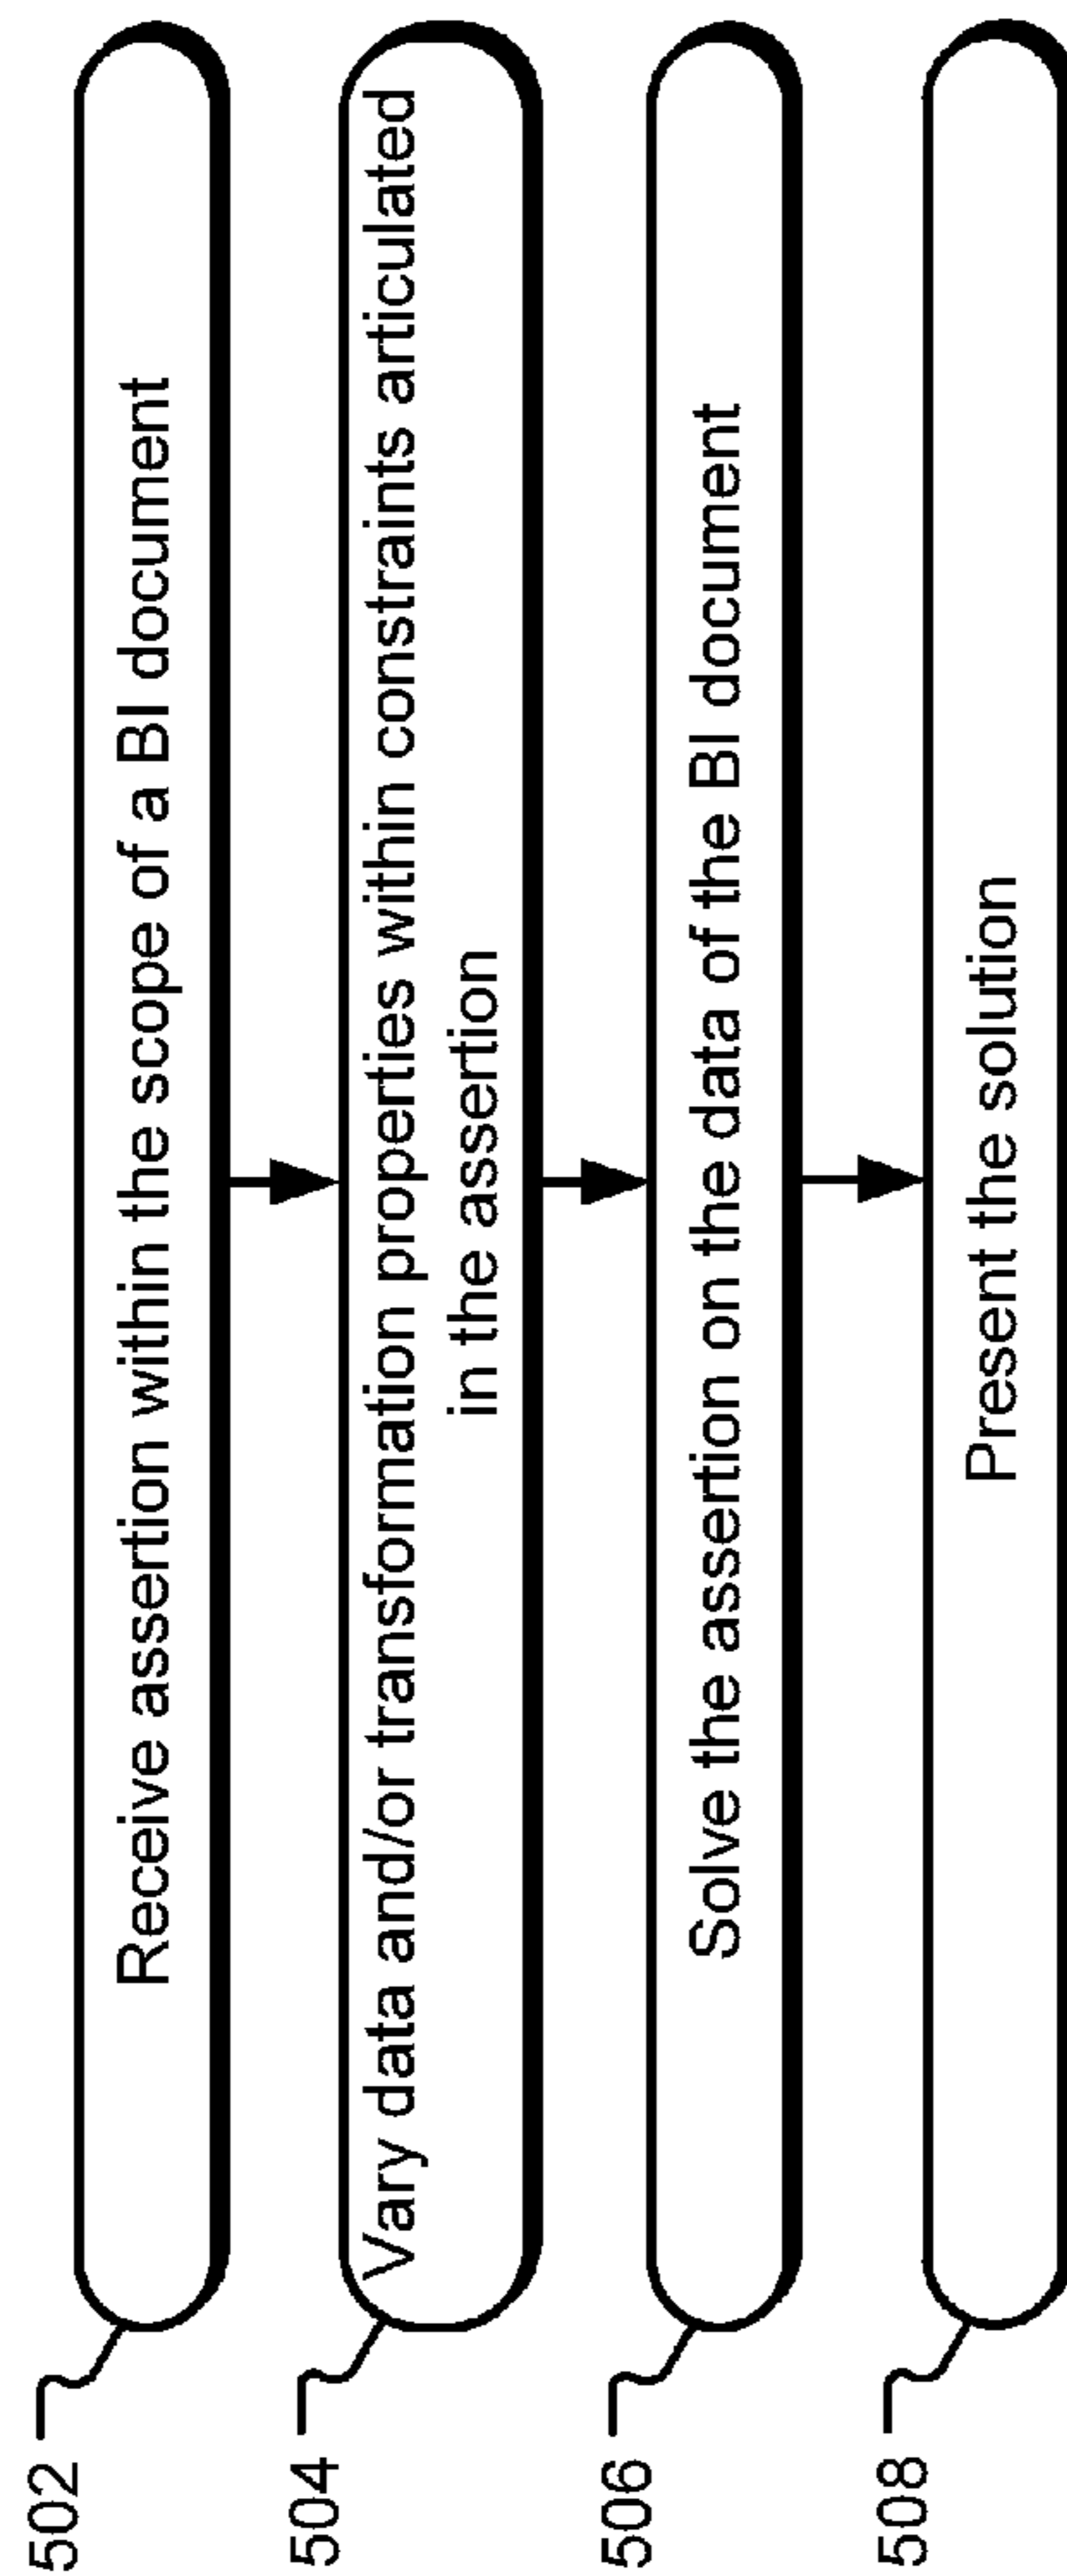 502
Receive assertion within the scope of a BI document
504
Vary data and/or transformation properties within constraints articulated
in the assertion
506
Solve the assertion on the data of the BI document
508
Present the solution